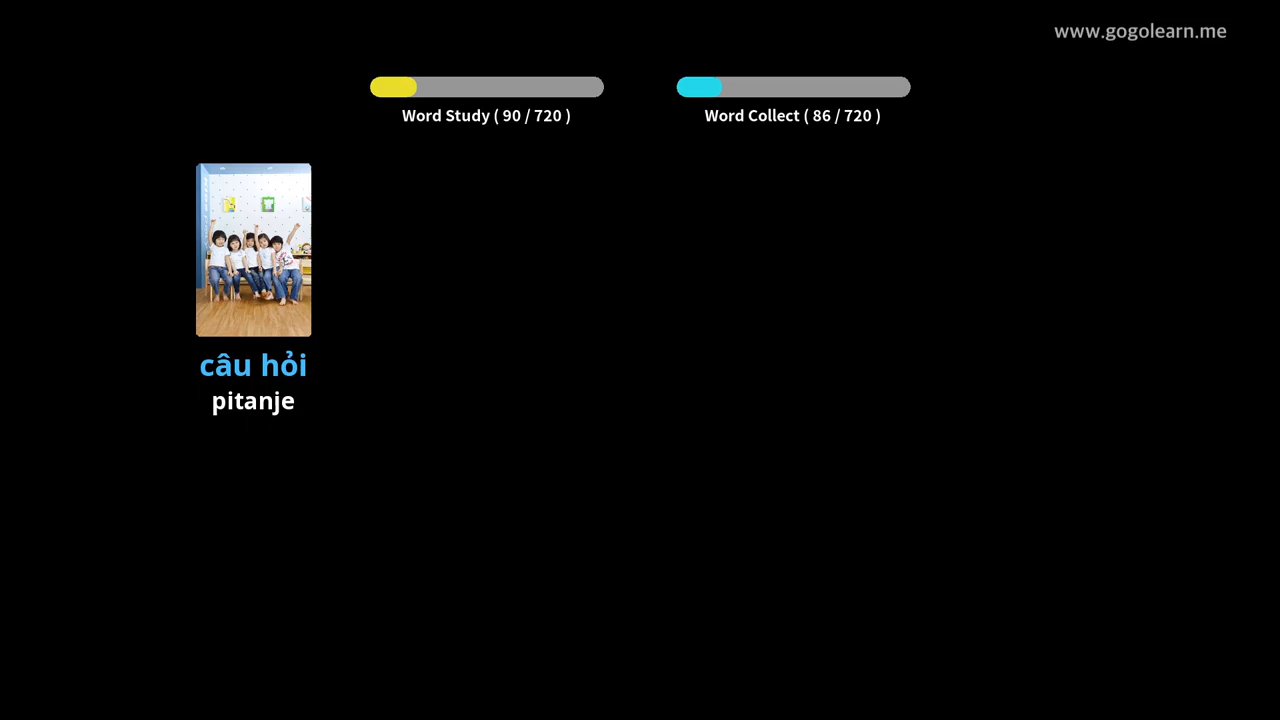 www.gogolearn.me
Word Study ( 90 / 720 )
Word Collect ( 86 / 720 )
câu hỏi
pitanje